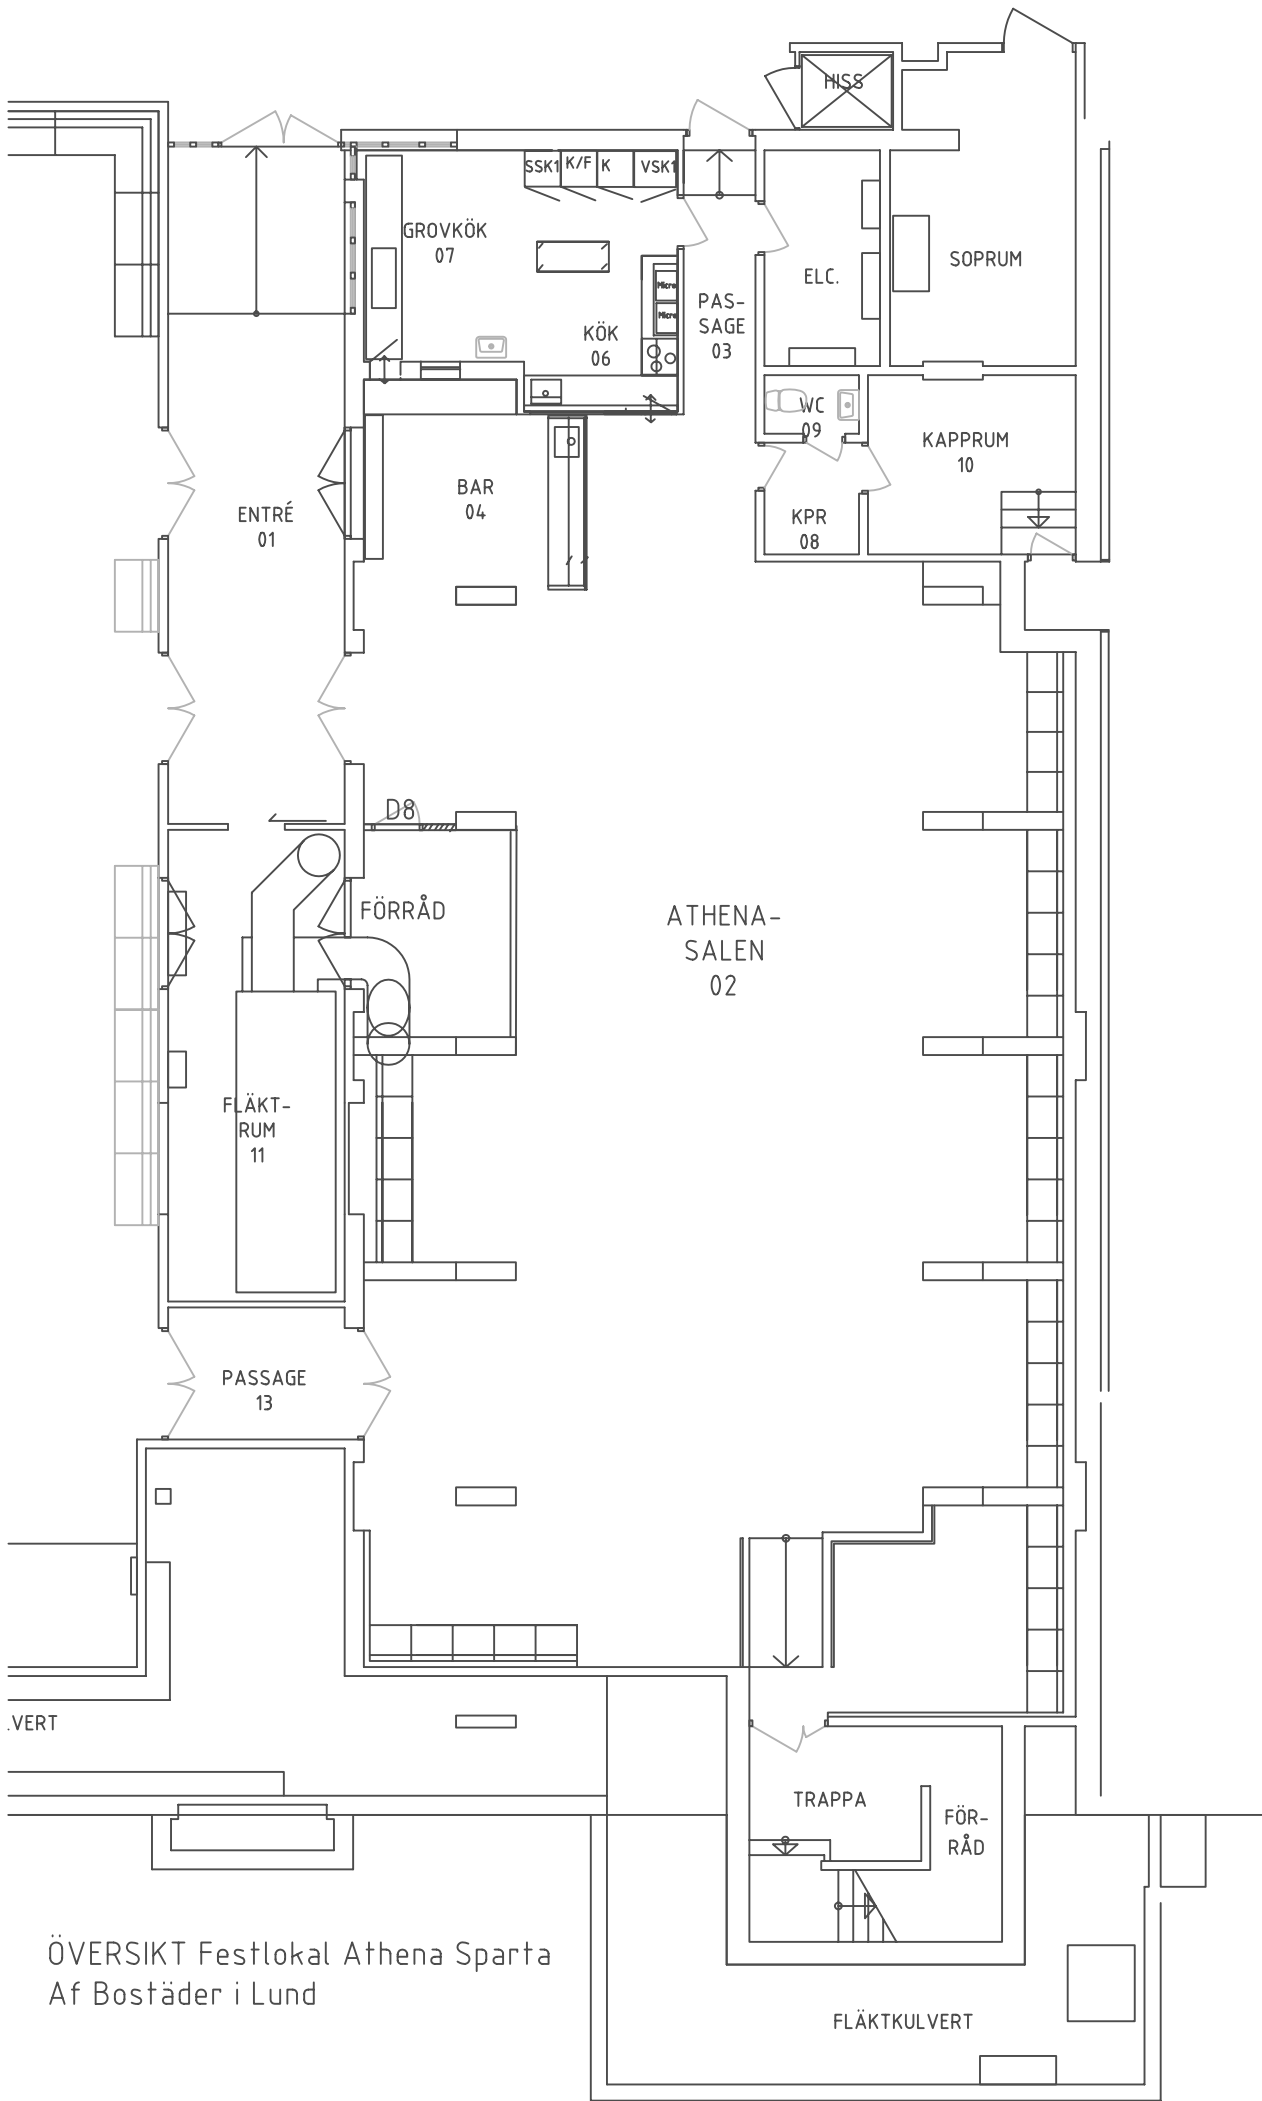 HISS
SSK1
K/F
K
VSK1
GROVKÖK
07
ELC.
SOPRUM
Micro
Micro
PAS-
SAGE
03
KÖK
06
WC
09
KAPPRUM
10
BAR
04
ENTRÉ
01
KPR
08
D8
FÖRRÅD
ATHENA-
SALEN
02
FLÄKT-
RUM
11
PASSAGE
13
.VERT
TRAPPA
FÖR-
RÅD
ÖVERSIKT Festlokal Athena Sparta
Af Bostäder i Lund
FLÄKTKULVERT